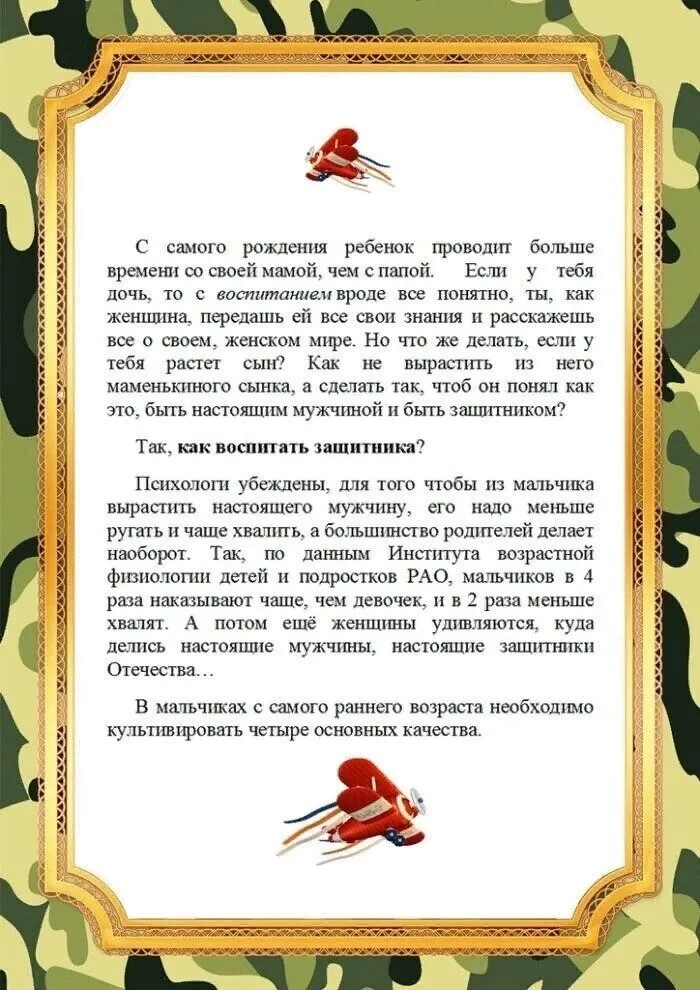 С самого рождения ребенок проводит больше
времени со своей мамой, чем с папой. Если у тебя
дочь, то с воспитанием вроде все понятно, ты, как
женщина, передашь ей все свои знания и расскажешь
все о своем, женском мире. Но что же делать, если у
тебя растет сын? Как не вырастить из него
маменькиного сынка, а сделать так, чтоб он понял как
это, быть настоящим мужчиной и быть защитником?
Так, как воспитать защитника?
Психологи убеждены, для того чтобы из мальчика
вырастить настоящего мужчину, его надо меньше
ругать и чаще хвалить, а большинство родителей делает
наоборот. Так, по данным Института возрастной
физиологии детей и подростков РАО, мальчиков в 4
раза наказывают чаще, чем девочек, и в 2 раза меньше
хвалят. А потом ещё женщины удивляются, куда
делись настоящие мужчины, настоящие защитники
Отечества…
В мальчиках с самого раннего возраста необходимо
культивировать четыре основных качества.